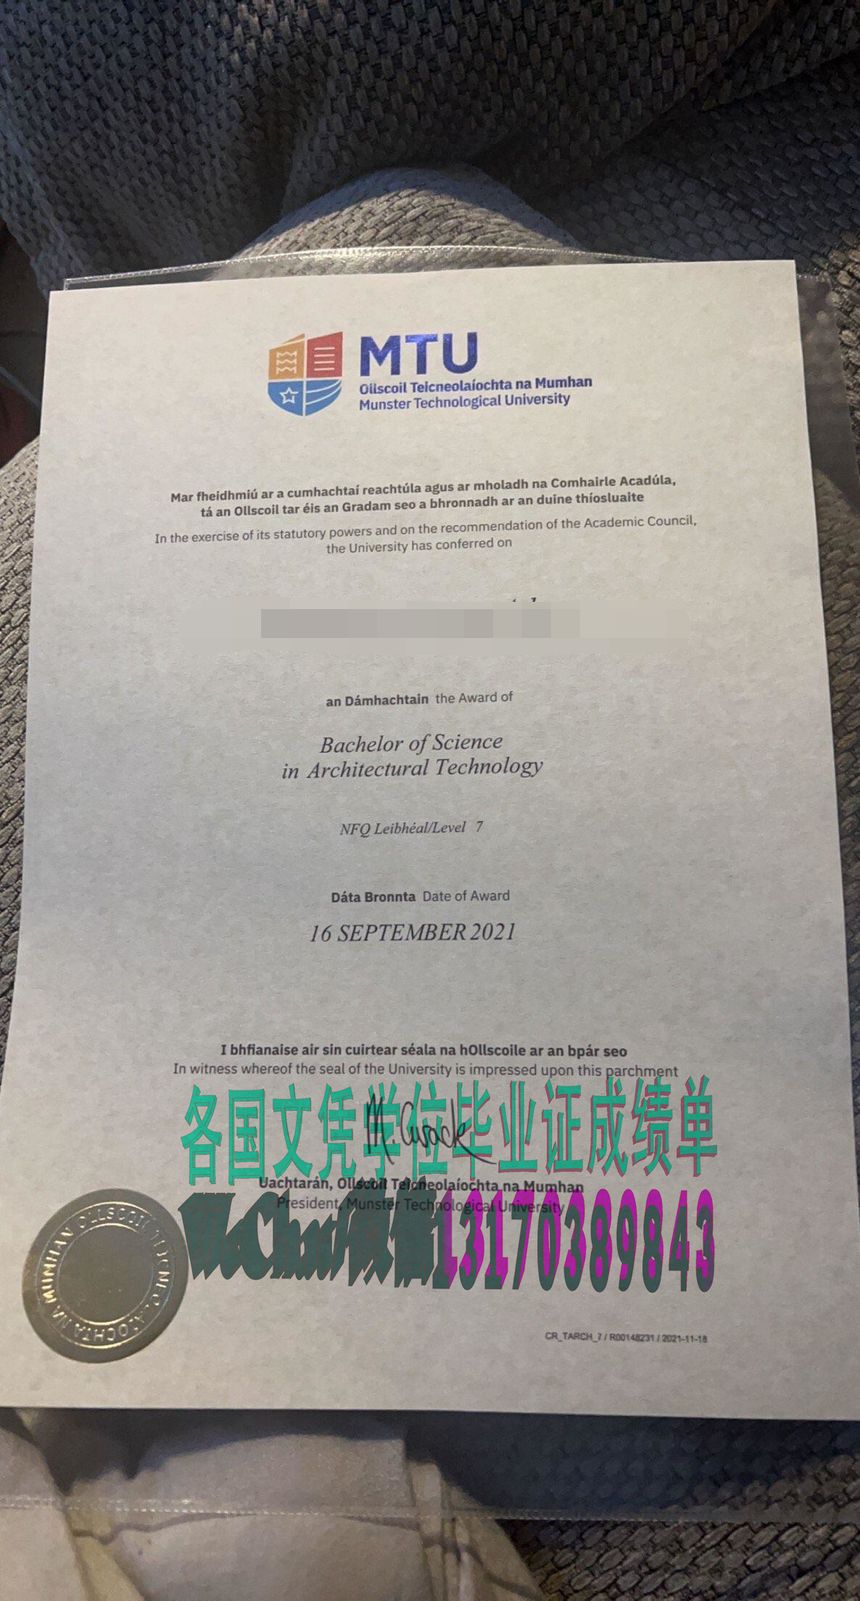 MTU
Ollscoil Teicneolaíochta na Mumhan
Munster Technological University
Mar fheidhmiú ar a cumhachtaí reachtúla agus ar mholadh na Comhairle Acadúla,
tá an Ollscoil tar éis an Gradam seo a bhronnadh ar an duine thíosluaite
In the exercise of its statutory powers and on the recommendation of the Academic Council,
the University has conferred on
an Dámhachtain the Award of
Bachelor of Science
in Architectural Technology
NFQ Leibhéal/Level 7
Dáta Bronnta Date of Award
16 SEPTEMBER 2021
I bhfianaise air sin cuirtear séala na hOllscoile ar an bpár seo
In witness whereof the seal of the University is impressed upon this parchment
各国文凭学位毕业证成绩单
M. Cusack
Uachtarán, Ollscoil Teicneolaíochta na Mumhan
President, Munster Technological University
WeChat/微信13170389843
OLLSCOIL TEICNEOLAÍOCHTA NA MUMHAN
CR_TARCH_7 / R00148231 / 2021-11-18